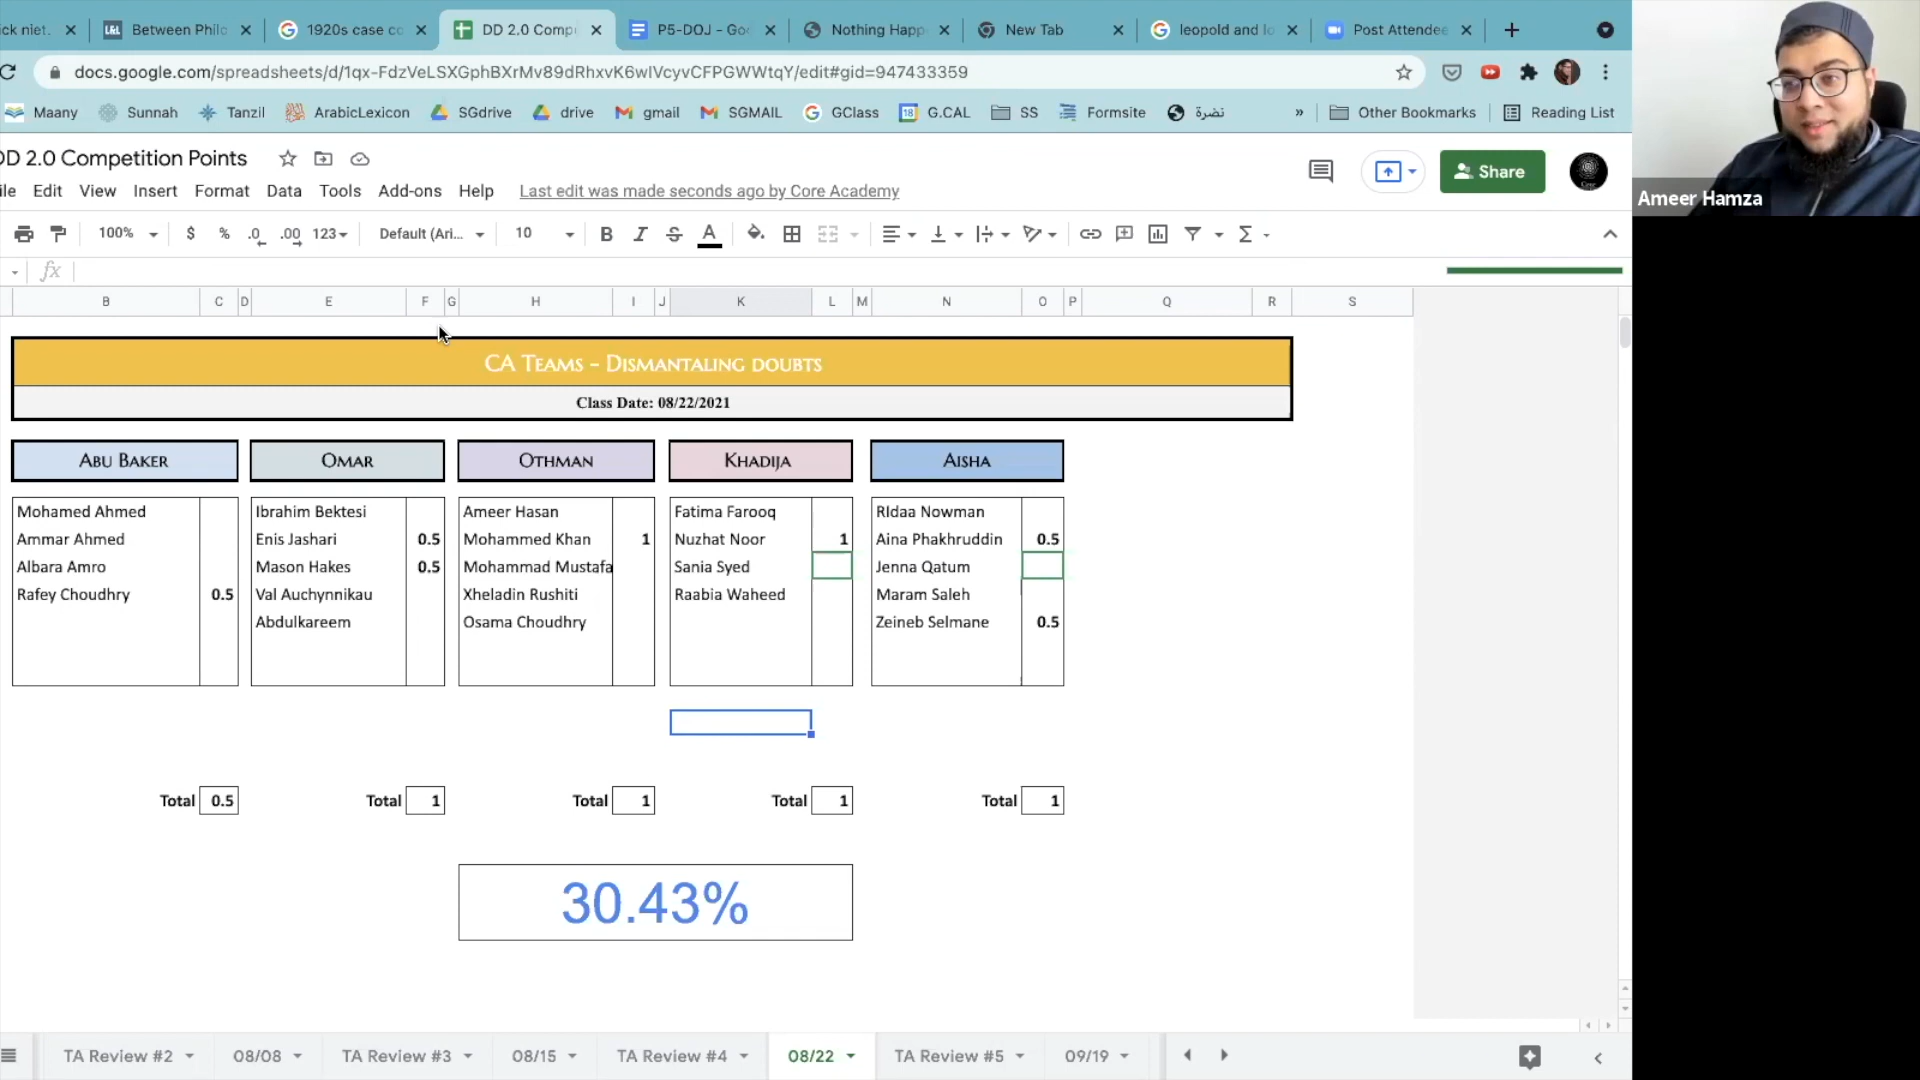 ck niet.
Between Philo
1920s case co
DD 2.0 Compe
P5-DOJ - Goo
Nothing Happ
New Tab
leopold and lo
Post Attendee
docs.google.com/spreadsheets/d/1qx-FdzVeLSXGphBXrMv89dRhxvK6wIVcyvCFPGWWtqY/edit#gid=947433359
Maany
Sunnah
Tanzil
ArabicLexicon
SGdrive
drive
gmail
SGMAIL
GClass
G.CAL
SS
Formsite
نضرة
»
Other Bookmarks
Reading List
Ameer Hamza
DD 2.0 Competition Points
ile Edit View Insert Format Data Tools Add-ons Help
Last edit was made seconds ago by Core Academy
Share
100% $ % .0 .00 123 Default (Ari... 10 B I S A
fx
B C D E F G H I J K L M N O P Q R S
CA Teams - Dismantaling doubts
Class Date: 08/22/2021
Abu Baker
Omar
Othman
Khadija
Aisha
Mohamed Ahmed
Ammar Ahmed
Albara Amro
Rafey Choudhry 0.5
Ibrahim Bektesi
Enis Jashari 0.5
Mason Hakes 0.5
Val Auchynnikau
Abdulkareem
Ameer Hasan
Mohammed Khan 1
Mohammad Mustafa
Xheladin Rushiti
Osama Choudhry
Fatima Farooq
Nuzhat Noor 1
Sania Syed
Raabia Waheed
RIdaa Nowman
Aina Phakhruddin 0.5
Jenna Qatum
Maram Saleh
Zeineb Selmane 0.5
Total 0.5
Total 1
Total 1
Total 1
Total 1
30.43%
TA Review #2
08/08
TA Review #3
08/15
TA Review #4
08/22
TA Review #5
09/19